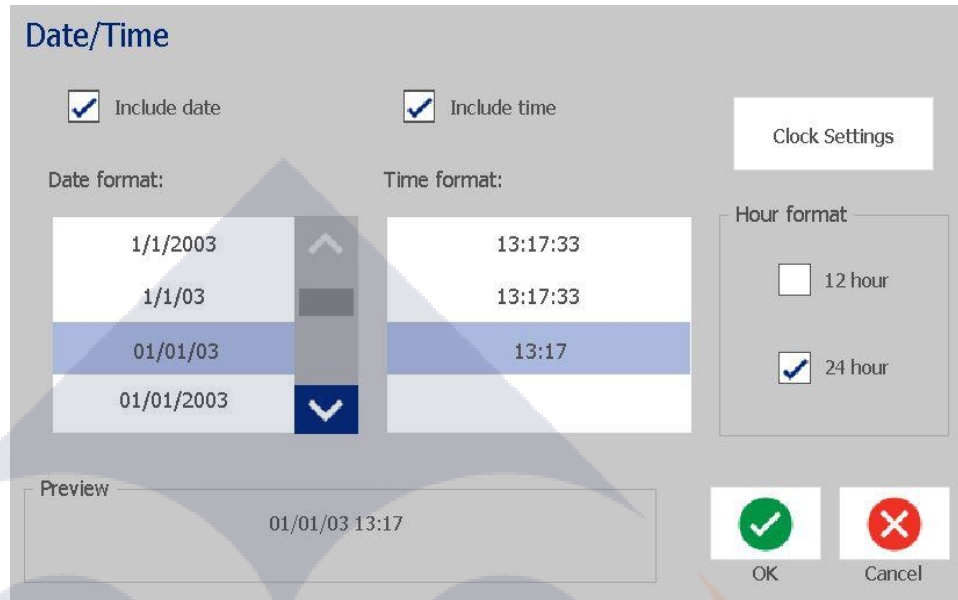 Date/Time
Include date
Include time
Clock Settings
Date format:
Time format:
1/1/2003
1/1/03
01/01/03
01/01/2003
13:17:33
13:17:33
13:17
Hour format
12 hour
24 hour
Preview
01/01/03 13:17
OK
Cancel